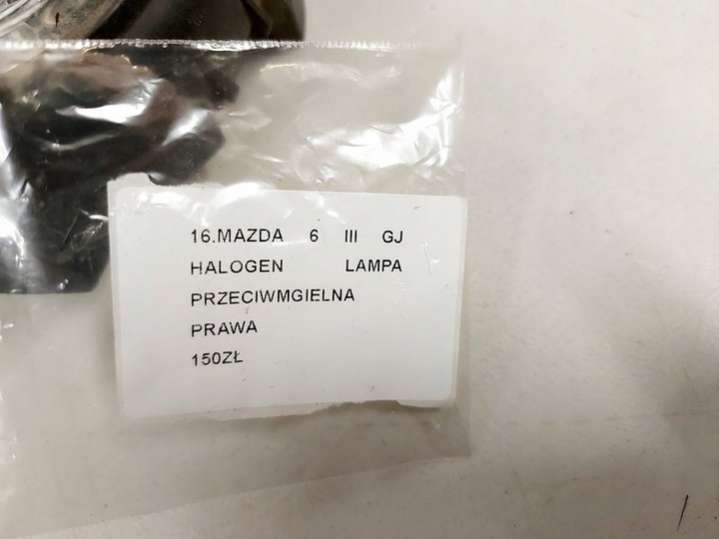 16.MAZDA 6 III GJ
HALOGEN LAMPA
PRZECIWMGIELNA
PRAWA
150ZŁ